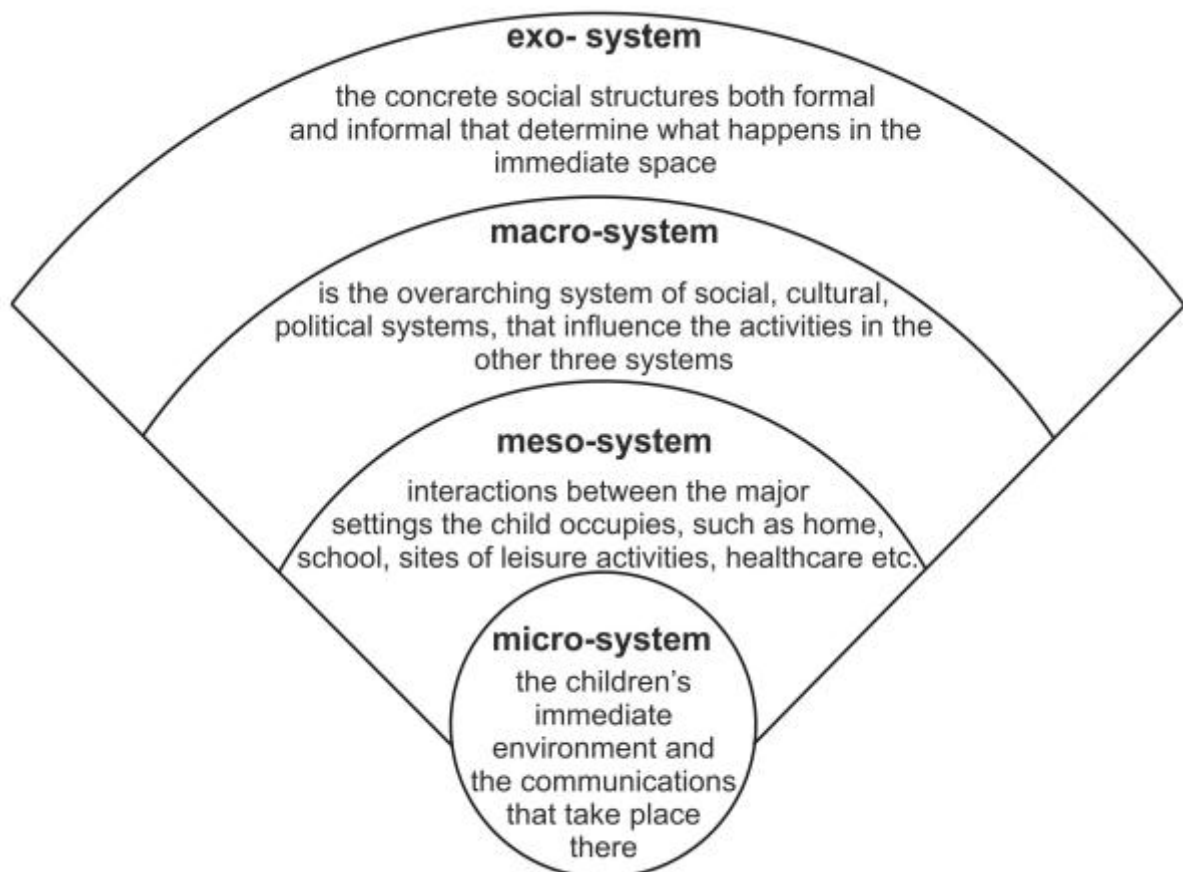 exo- system
the concrete social structures both formal
and informal that determine what happens in the
immediate space
macro-system
is the overarching system of social, cultural,
political systems, that influence the activities in the
other three systems
meso-system
interactions between the major
settings the child occupies, such as home,
school, sites of leisure activities, healthcare etc.
micro-system
the children’s
immediate
environment and
the communications
that take place
there